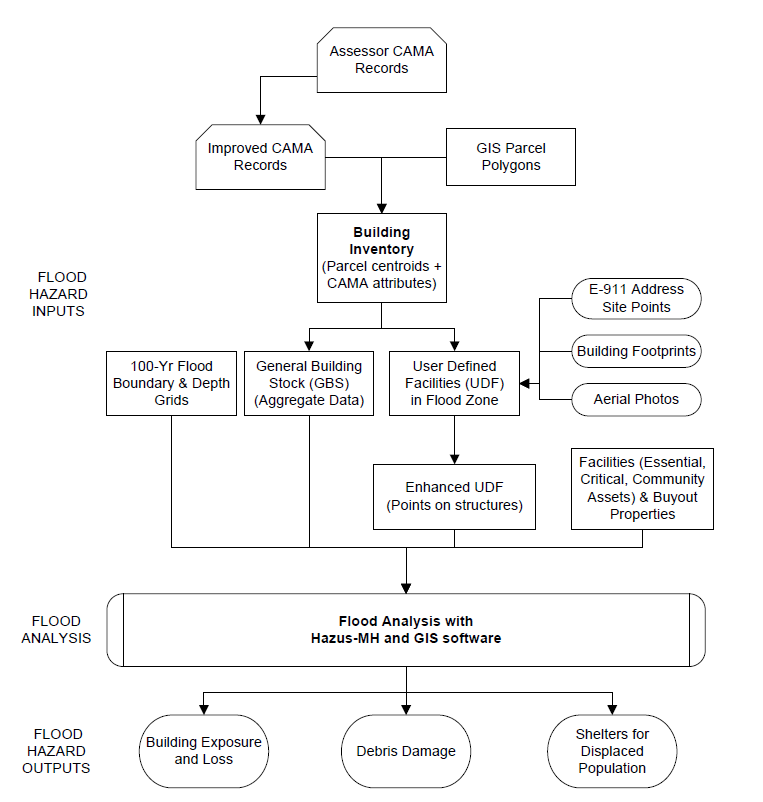 Assessor CAMA
Records
Improved CAMA
Records
GIS Parcel
Polygons
Building
Inventory
(Parcel centroids +
CAMA attributes)
FLOOD
HAZARD
INPUTS
E-911 Address
Site Points
Building Footprints
Aerial Photos
100-Yr Flood
Boundary & Depth
Grids
General Building
Stock (GBS)
(Aggregate Data)
User Defined
Facilities (UDF)
in Flood Zone
Enhanced UDF
(Points on structures)
Facilities (Essential,
Critical, Community
Assets) & Buyout
Properties
FLOOD
ANALYSIS
Flood Analysis with
Hazus-MH and GIS software
FLOOD
HAZARD
OUTPUTS
Building Exposure
and Loss
Debris Damage
Shelters for
Displaced
Population